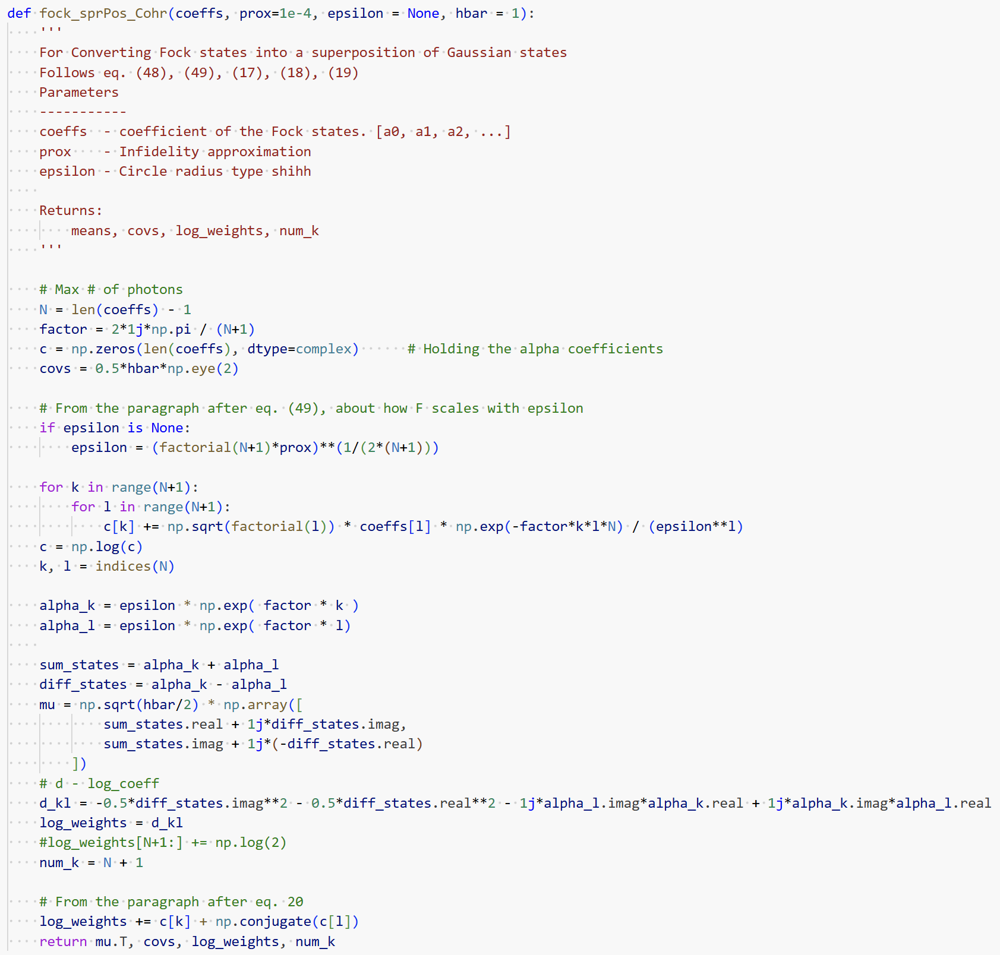 def fock_sprPos_Cohr(coeffs, prox=1e-4, epsilon = None, hbar = 1):
    '''
    For Converting Fock states into a superposition of Gaussian states
    Follows eq. (48), (49), (17), (18), (19)
    Parameters
    -----------
    coeffs  - coefficient of the Fock states. [a0, a1, a2, ...]
    prox    - Infidelity approximation
    epsilon - Circle radius type shihh

    Returns:
        means, covs, log_weights, num_k
    '''

    # Max # of photons
    N = len(coeffs) - 1
    factor = 2*1j*np.pi / (N+1)
    c = np.zeros(len(coeffs), dtype=complex)      # Holding the alpha coefficients
    covs = 0.5*hbar*np.eye(2)

    # From the paragraph after eq. (49), about how F scales with epsilon
    if epsilon is None:
        epsilon = (factorial(N+1)*prox)**(1/(2*(N+1)))

    for k in range(N+1):
        for l in range(N+1):
            c[k] += np.sqrt(factorial(l)) * coeffs[l] * np.exp(-factor*k*l*N) / (epsilon**l)
    c = np.log(c)
    k, l = indices(N)

    alpha_k = epsilon * np.exp( factor * k )
    alpha_l = epsilon * np.exp( factor * l)

    sum_states = alpha_k + alpha_l
    diff_states = alpha_k - alpha_l
    mu = np.sqrt(hbar/2) * np.array([
            sum_states.real + 1j*diff_states.imag,
            sum_states.imag + 1j*(-diff_states.real)
        ])
    # d - log_coeff
    d_kl = -0.5*diff_states.imag**2 - 0.5*diff_states.real**2 - 1j*alpha_l.imag*alpha_k.real + 1j*alpha_k.imag*alpha_l.real
    log_weights = d_kl
    #log_weights[N+1:] += np.log(2)
    num_k = N + 1

    # From the paragraph after eq. 20
    log_weights += c[k] + np.conjugate(c[l])
    return mu.T, covs, log_weights, num_k